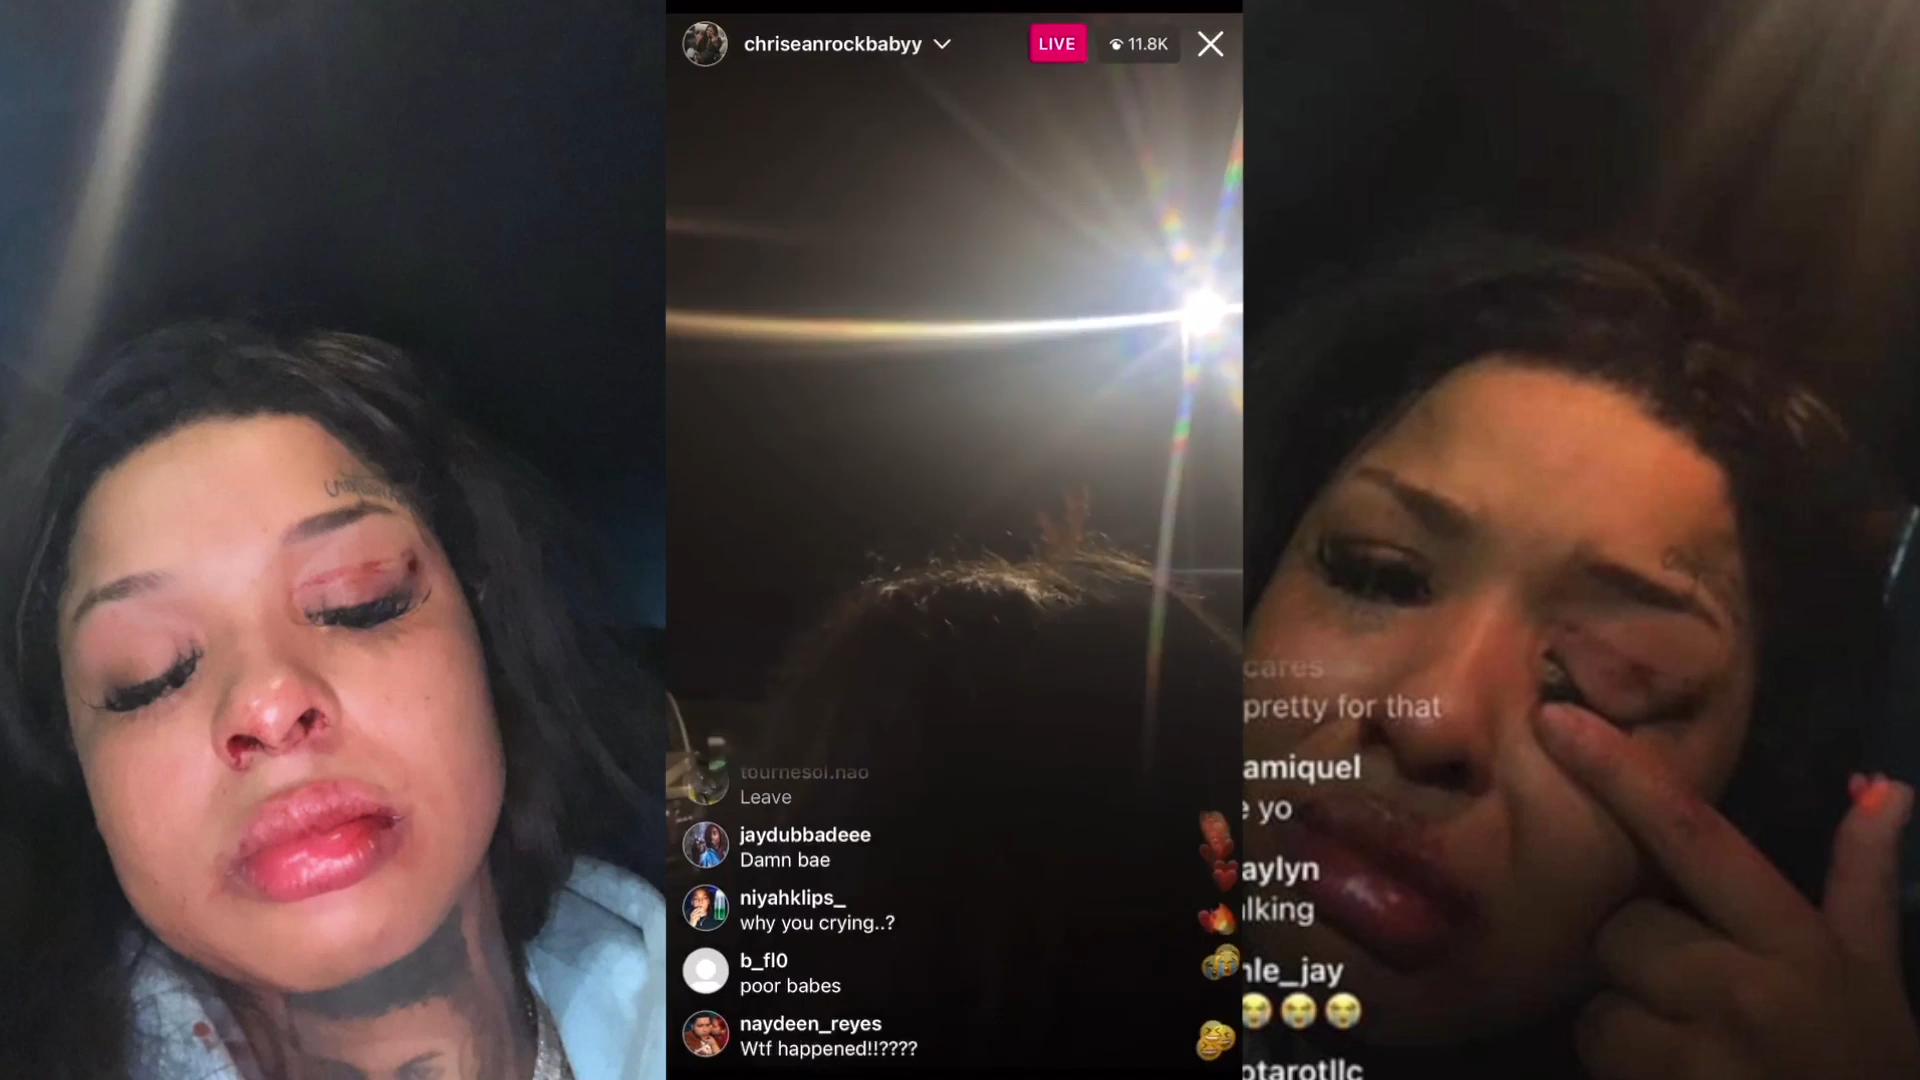 chriseanrockbabyy
LIVE
11.8K
tournesol.nao
Leave
jaydubbadeee
Damn bae
niyahklips_
why you crying..?
b_fl0
poor babes
naydeen_reyes
Wtf happened!!????
cares
pretty for that
amiquel
e yo
aylyn
lking
nle_jay
😭😭😭
otarotllc